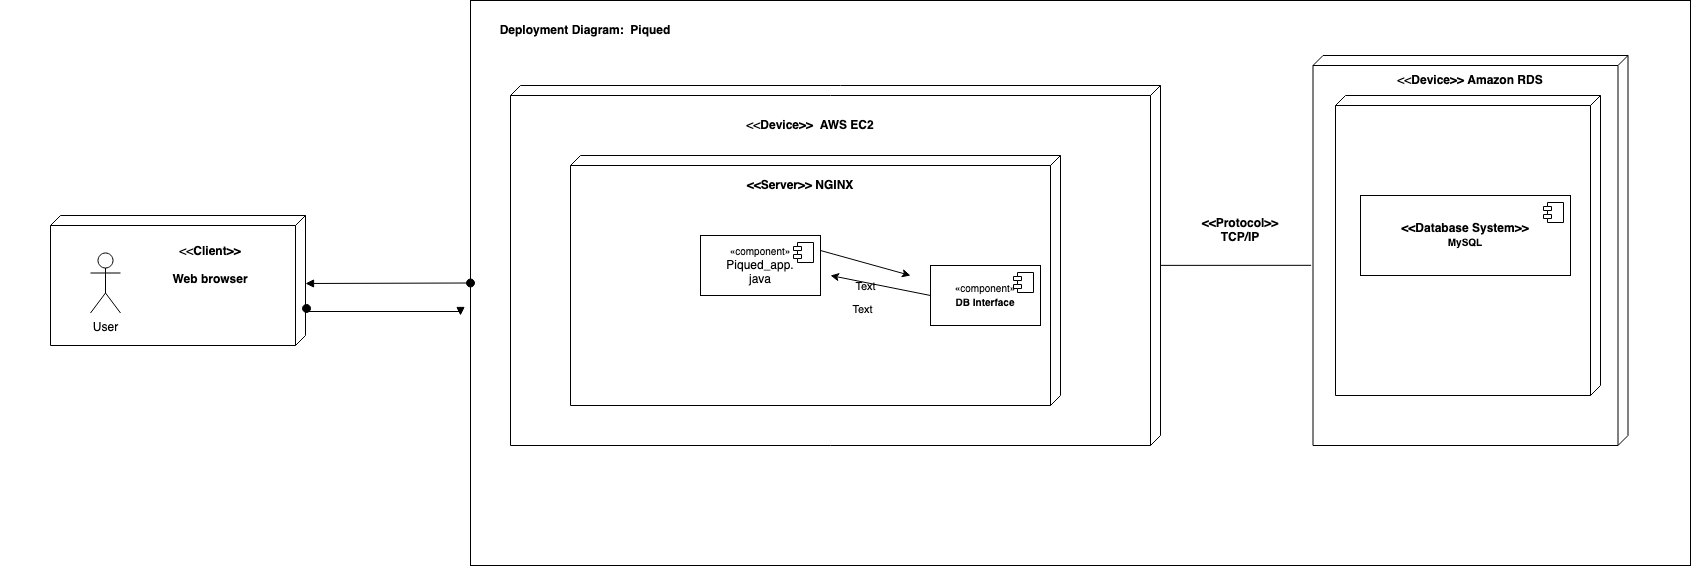 Deployment Diagram: Piqued
<<Device>> Amazon RDS
<<Device>> AWS EC2
<<Server>> NGINX
<<Protocol>>
TCP/IP
<<Database System>>
MySQL
<<Client>>
Web browser
User
«component»
Piqued_app.
java
Text
Text
«component»
DB Interface